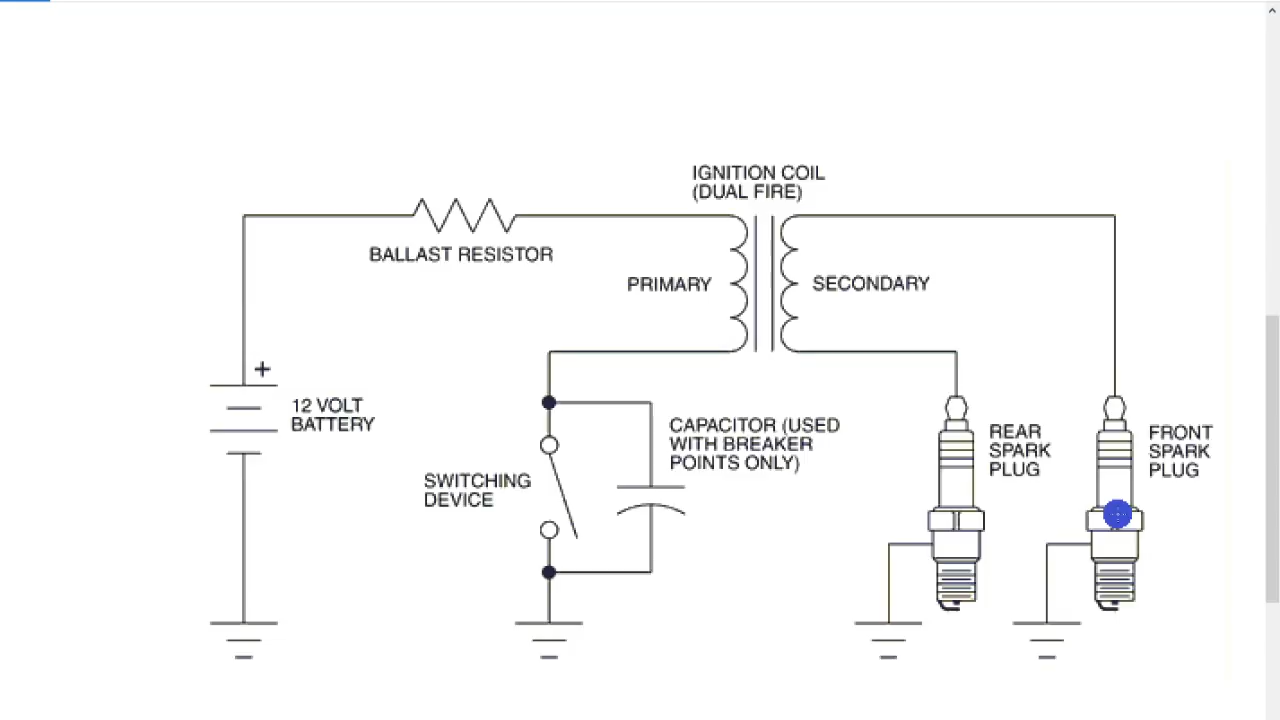 IGNITION COIL
(DUAL FIRE)
BALLAST RESISTOR
PRIMARY
SECONDARY
+
12 VOLT
BATTERY
SWITCHING
DEVICE
CAPACITOR (USED
WITH BREAKER
POINTS ONLY)
REAR
SPARK
PLUG
FRONT
SPARK
PLUG